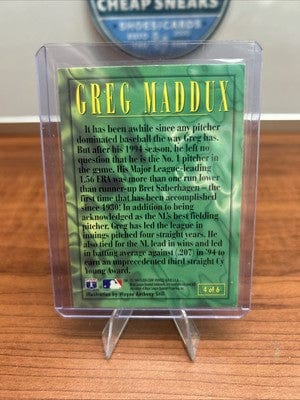 CHEAP SNEAKS
SHOES/CARDS
GREG MADDUX
It has been awhile since any pitcher
dominated baseball the way Greg has.
But after his 1994 season, he left no
question that he is the No. 1 pitcher in
the game. His Major League-leading
1.56 ERA was more than one run lower
than runner-up Bret Saberhagen – the
first time that has been accomplished
since 1930! In addition to being
acknowledged as the NL's best fielding
pitcher, Greg has led the league in
innings pitched four straight years. He
also tied for the NL lead in wins and led
in batting average against (.207) in '94 to
earn an unprecedented third straight Cy
Young Award.
4 of 6